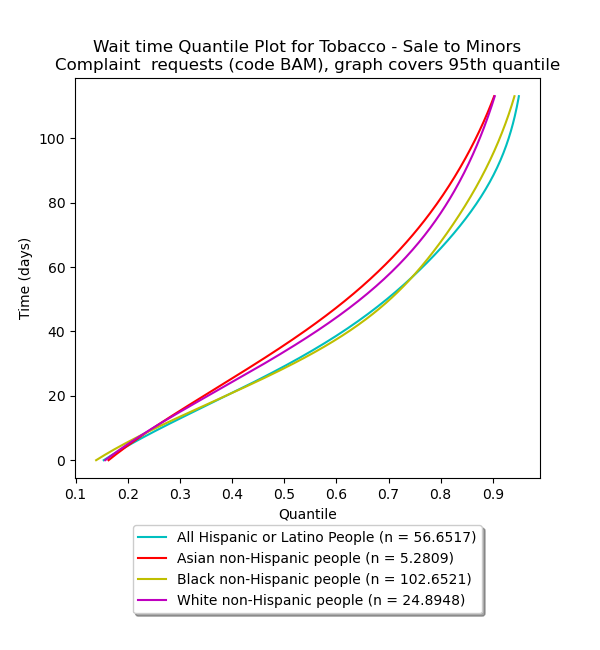 Wait time Quantile Plot for Tobacco - Sale to Minors
Complaint  requests (code BAM), graph covers 95th quantile
Time (days)
100
80
60
40
20
0
0.1 0.2 0.3 0.4 0.5 0.6 0.7 0.8 0.9
Quantile
All Hispanic or Latino People (n = 56.6517)
Asian non-Hispanic people (n = 5.2809)
Black non-Hispanic people (n = 102.6521)
White non-Hispanic people (n = 24.8948)